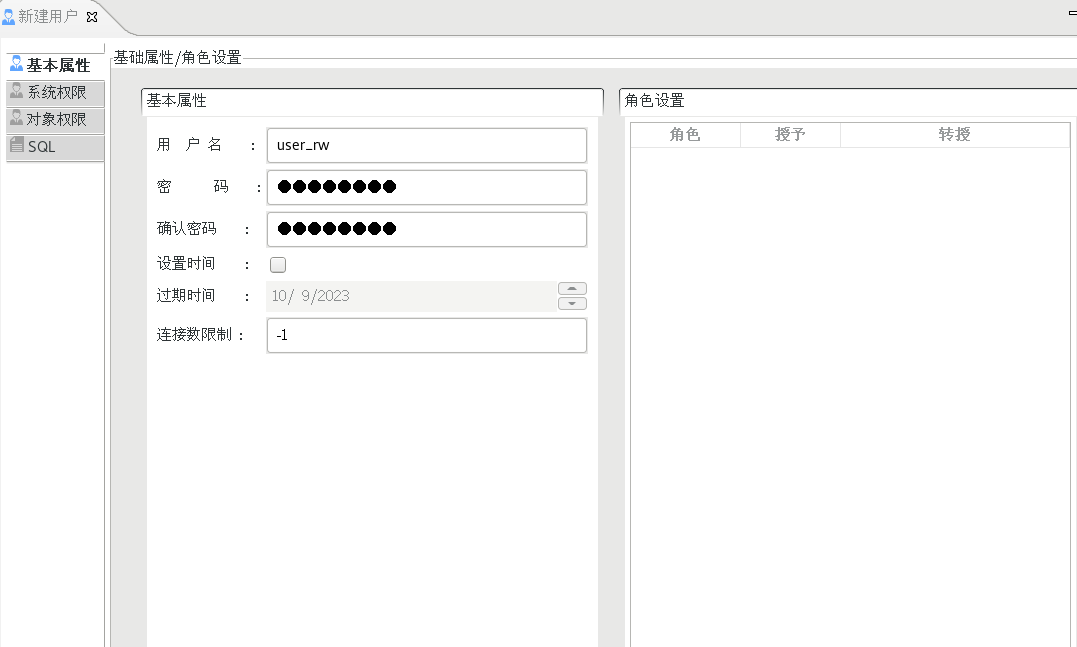 新建用户
基本属性
系统权限
对象权限
SQL
基础属性/角色设置
基本属性
用 户 名 : user_rw
密 码 : ●●●●●●●●
确认密码 : ●●●●●●●●
设置时间 :
过期时间 : 10/ 9/2023
连接数限制 : -1
角色设置
角色 授予 转授